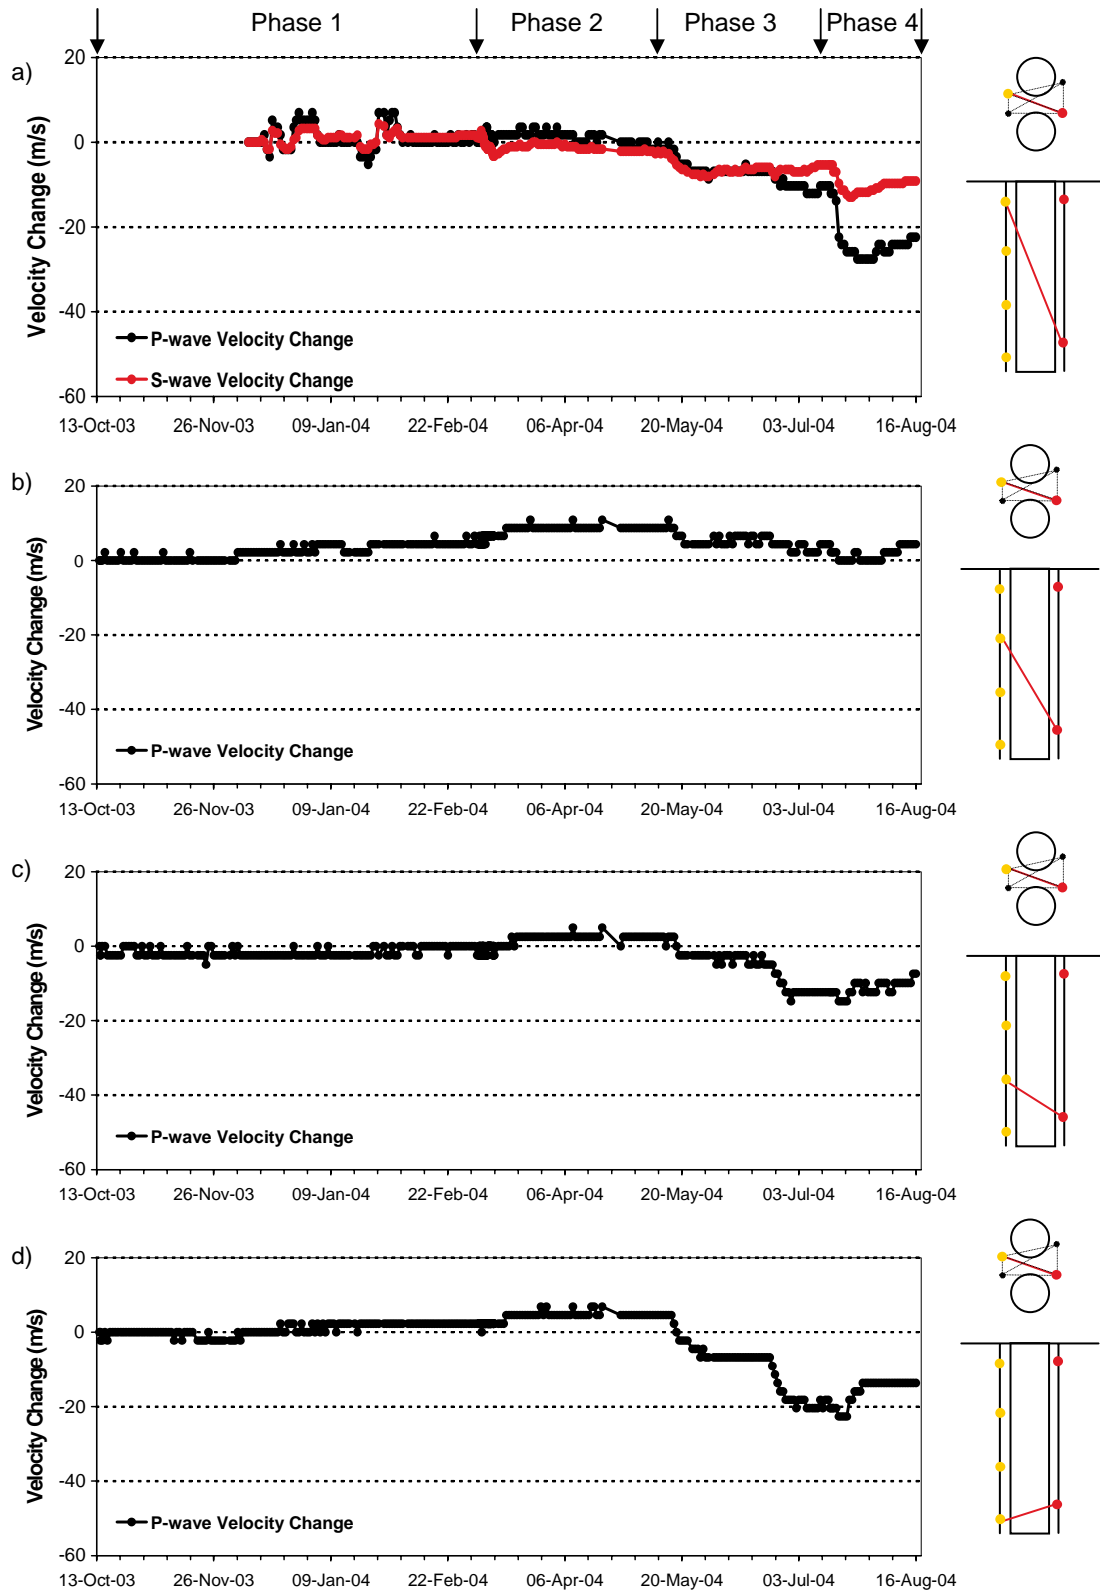 Phase 1 Phase 2 Phase 3 Phase 4
a)
20
0
-20
-40
-60
Velocity Change (m/s)
P-wave Velocity Change
S-wave Velocity Change
13-Oct-03 26-Nov-03 09-Jan-04 22-Feb-04 06-Apr-04 20-May-04 03-Jul-04 16-Aug-04
b)
20
0
-20
-40
-60
Velocity Change (m/s)
P-wave Velocity Change
13-Oct-03 26-Nov-03 09-Jan-04 22-Feb-04 06-Apr-04 20-May-04 03-Jul-04 16-Aug-04
c)
20
0
-20
-40
-60
Velocity Change (m/s)
P-wave Velocity Change
13-Oct-03 26-Nov-03 09-Jan-04 22-Feb-04 06-Apr-04 20-May-04 03-Jul-04 16-Aug-04
d)
20
0
-20
-40
-60
Velocity Change (m/s)
P-wave Velocity Change
13-Oct-03 26-Nov-03 09-Jan-04 22-Feb-04 06-Apr-04 20-May-04 03-Jul-04 16-Aug-04